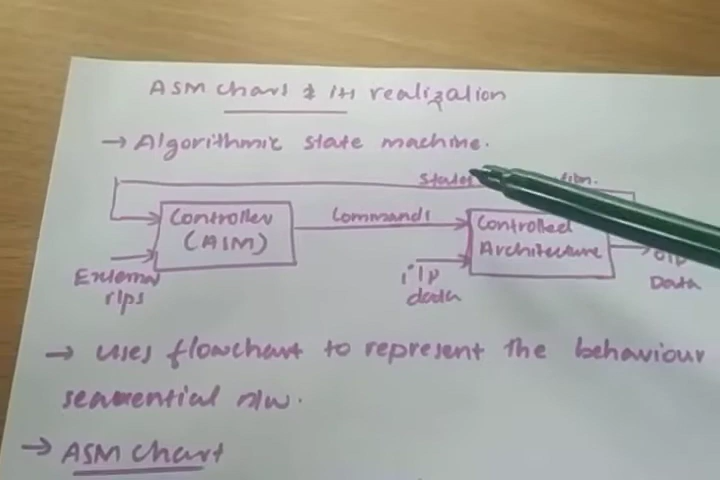 ASM chart & its realization
→ Algorithmic state machine.
Controller
(ASM)
Commands
Controlled
Architecture
External
i/ps
i/p
data
o/p
Data
→ uses flowchart to represent the behaviour
sequential n/w.
→ ASM chart